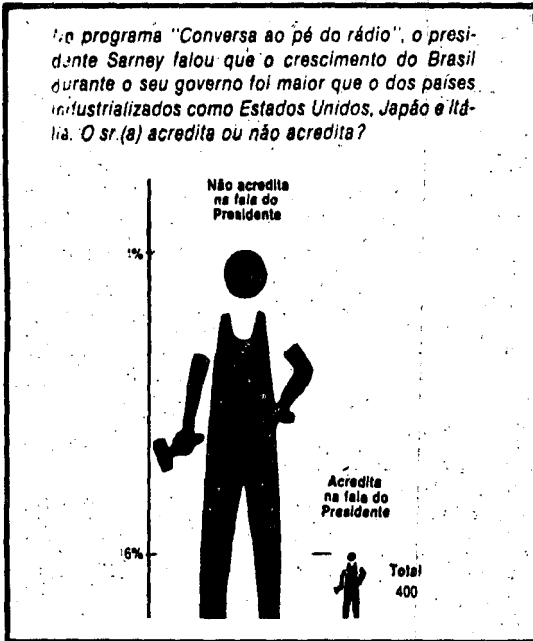 programa "Conversa ao pé do rádio", o presi-
dente Sarney falou que o crescimento do Brasil
durante o seu governo foi maior que o dos países
industrializados como Estados Unidos, Japão e Itá-
lia. O sr.(a) acredita ou não acredita?
Não acredita
na fala do
Presidente
Acredita
na fala do
Presidente
6%
Total
400